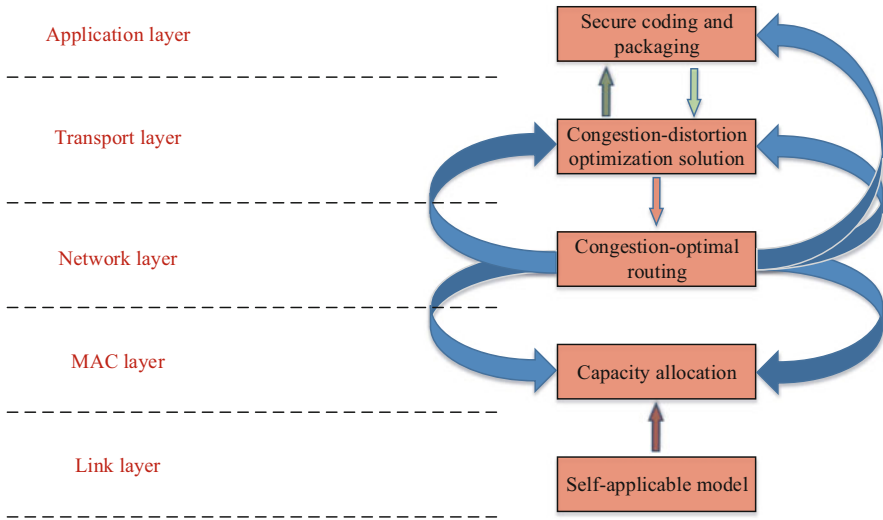 Application layer
Secure coding and
packaging
Transport layer
Congestion-distortion
optimization solution
Network layer
Congestion-optimal
routing
MAC layer
Capacity allocation
Link layer
Self-applicable model